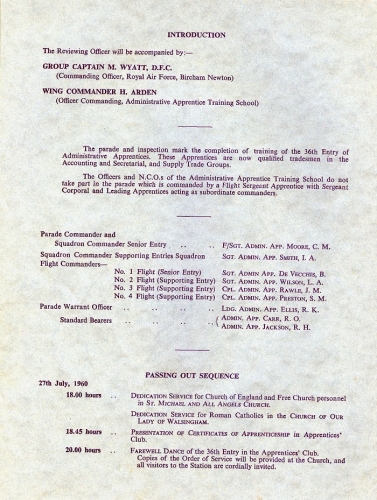 INTRODUCTION
The Reviewing Officer will be accompanied by:—
GROUP CAPTAIN M. WYATT, D.F.C.
(Commanding Officer, Royal Air Force, Bircham Newton)
WING COMMANDER H. ARDEN
(Officer Commanding, Administrative Apprentice Training School)
The parade and inspection mark the completion of training of the 36th Entry of
Administrative Apprentices. These Apprentices are now qualified tradesmen in the
Accounting and Secretarial, and Supply Trade Groups.
The Officers and N.C.O.s of the Administrative Apprentice Training School do not
take part in the parade which is commanded by a Flight Sergeant Apprentice with Sergeant
Corporal and Leading Apprentices acting as subordinate commanders.
Parade Commander and
Squadron Commander Senior Entry .. .. F/SGT. ADMIN. APP. MOORE, C. M.
Squadron Commander Supporting Entries Squadron SGT. ADMIN. APP. SMITH, I. A.
Flight Commanders—
No. 1 Flight (Senior Entry) SGT. ADMIN. APP. DE VECCHIS, B.
No. 2 Flight (Supporting Entry) SGT. ADMIN. APP. WILSON, L. A.
No. 3 Flight (Supporting Entry) CPL. ADMIN. APP. RAWLE, J. M.
No. 4 Flight (Supporting Entry) CPL. ADMIN. APP. PRESTON, S. M.
Parade Warrant Officer .. .. .. .. LDG. ADMIN. APP. ELLIS, R. K.
Standard Bearers .. .. .. { ADMIN. APP. CARR, R. O.
ADMIN. APP. JACKSON, R. H.
PASSING OUT SEQUENCE
27th July, 1960
18.00 hours .. DEDICATION SERVICE for Church of England and Free Church personnel
in ST. MICHAEL AND ALL ANGELS CHURCH.
DEDICATION SERVICE for Roman Catholics in the CHURCH OF OUR
LADY OF WALSINGHAM.
18.45 hours .. PRESENTATION OF CERTIFICATES OF APPRENTICESHIP in Apprentices'
Club.
20.00 hours .. FAREWELL DANCE of the 36th Entry in the Apprentices' Club.
Copies of the Order of Service will be provided at the Church, and
all visitors to the Station are cordially invited.